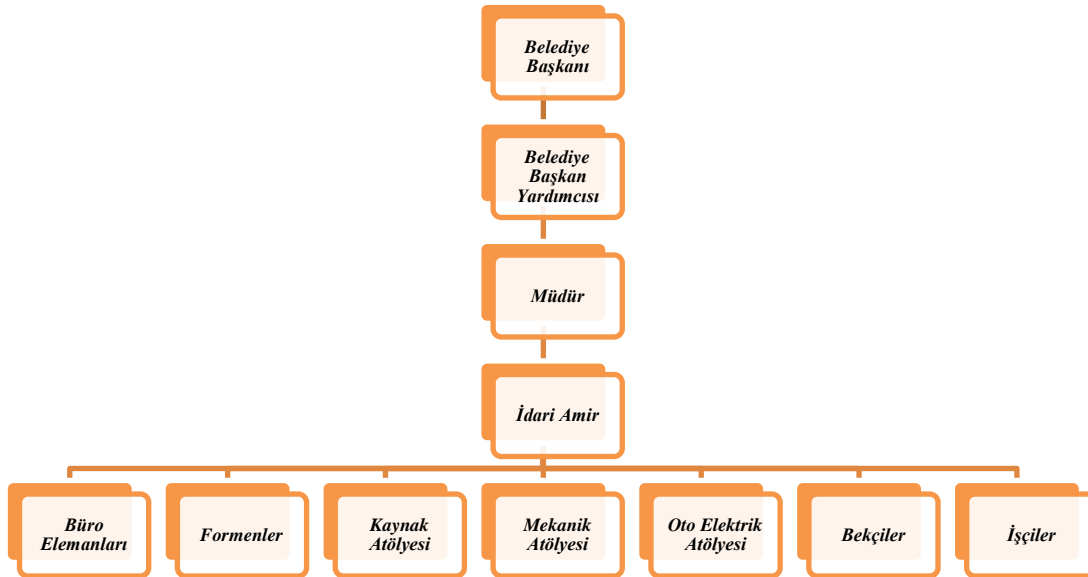 Belediye
Başkanı
Belediye
Başkan
Yardımcısı
Müdür
İdari Amir
Büro
Elemanları
Formenler
Kaynak
Atölyesi
Mekanik
Atölyesi
Oto Elektrik
Atölyesi
Bekçiler
İşçiler